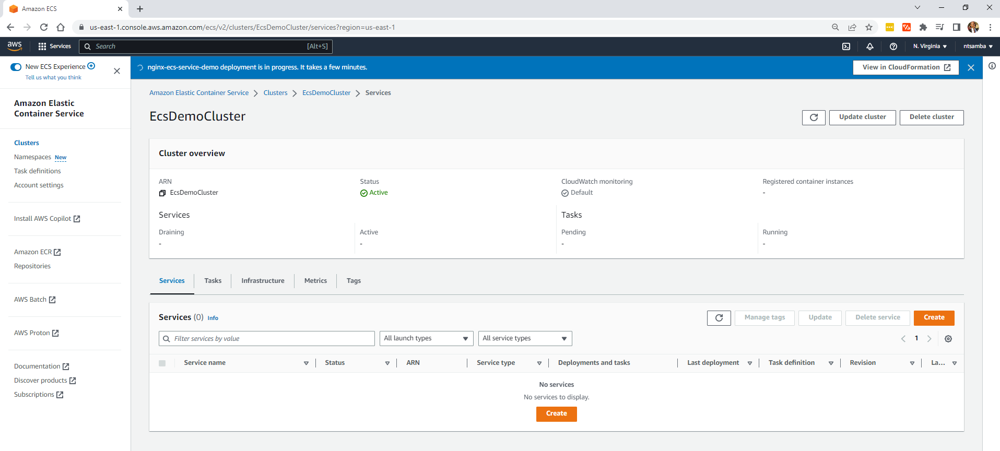 Amazon ECS
us-east-1.console.aws.amazon.com/ecs/v2/clusters/EcsDemoCluster/services?region=us-east-1
aws
Services
Search
[Alt+S]
N. Virginia
ntsamba
New ECS Experience
Tell us what you think
Amazon Elastic
Container Service
Clusters
Namespaces New
Task definitions
Account settings
Install AWS Copilot
Amazon ECR
Repositories
AWS Batch
AWS Proton
Documentation
Discover products
Subscriptions
nginx-ecs-service-demo deployment is in progress. It takes a few minutes.
View in CloudFormation
Amazon Elastic Container Service > Clusters > EcsDemoCluster > Services
EcsDemoCluster
Update cluster
Delete cluster
Cluster overview
ARN
EcsDemoCluster
Status
Active
CloudWatch monitoring
Default
Registered container instances
-
Services
Draining
-
Active
-
Tasks
Pending
-
Running
-
Services Tasks Infrastructure Metrics Tags
Services (0) Info
Manage tags
Update
Delete service
Create
Filter services by value
All launch types
All service types
1
Service name Status ARN Service type Deployments and tasks Last deployment Task definition Revision La...
No services
No services to display.
Create